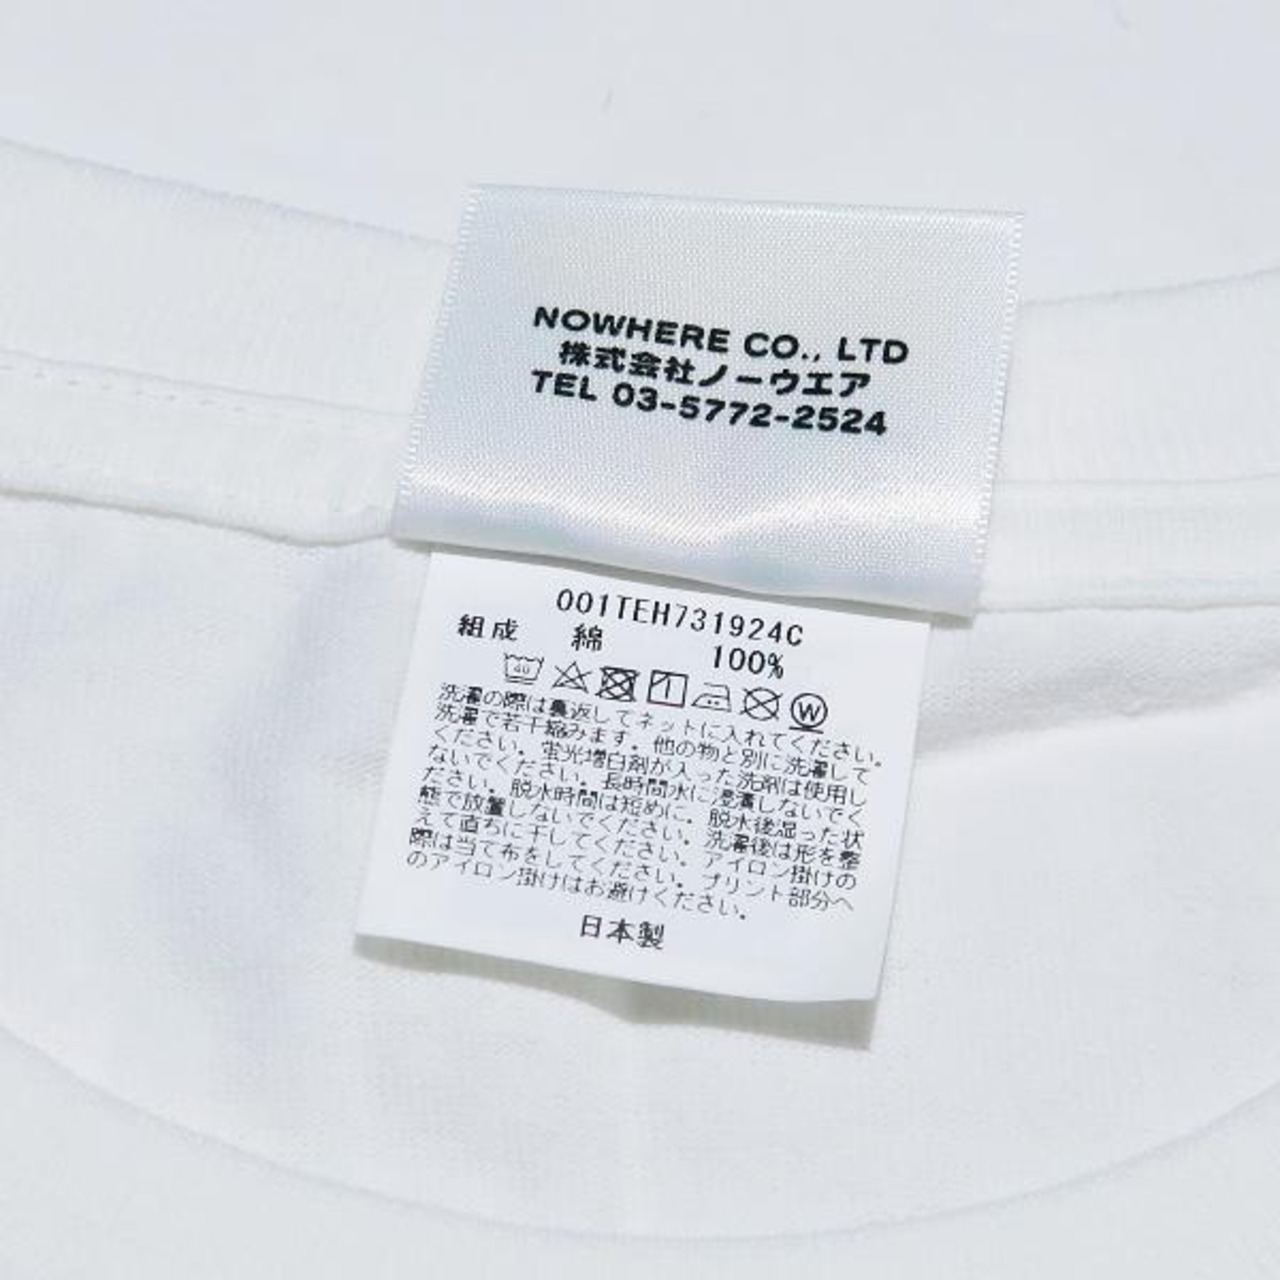 NOWHERE CO., LTD
株式会社ノーウエア
TEL 03-5772-2524
001TEH731924C
組成 綿 100%
40
W
洗濯の際は裏返してネットに入れてください。
洗濯で若干縮みます。他の物と別に洗濯して
ください。蛍光増白剤が入った洗剤は使用し
ないでください。長時間水に浸漬しないでく
ださい。脱水時間は短めに。脱水後湿った状
態で放置しないでください。洗濯後は形を整
えて直ちに干してください。アイロン掛けの
際は当て布をしてください。プリント部分へ
のアイロン掛けはお避けください。
日本製